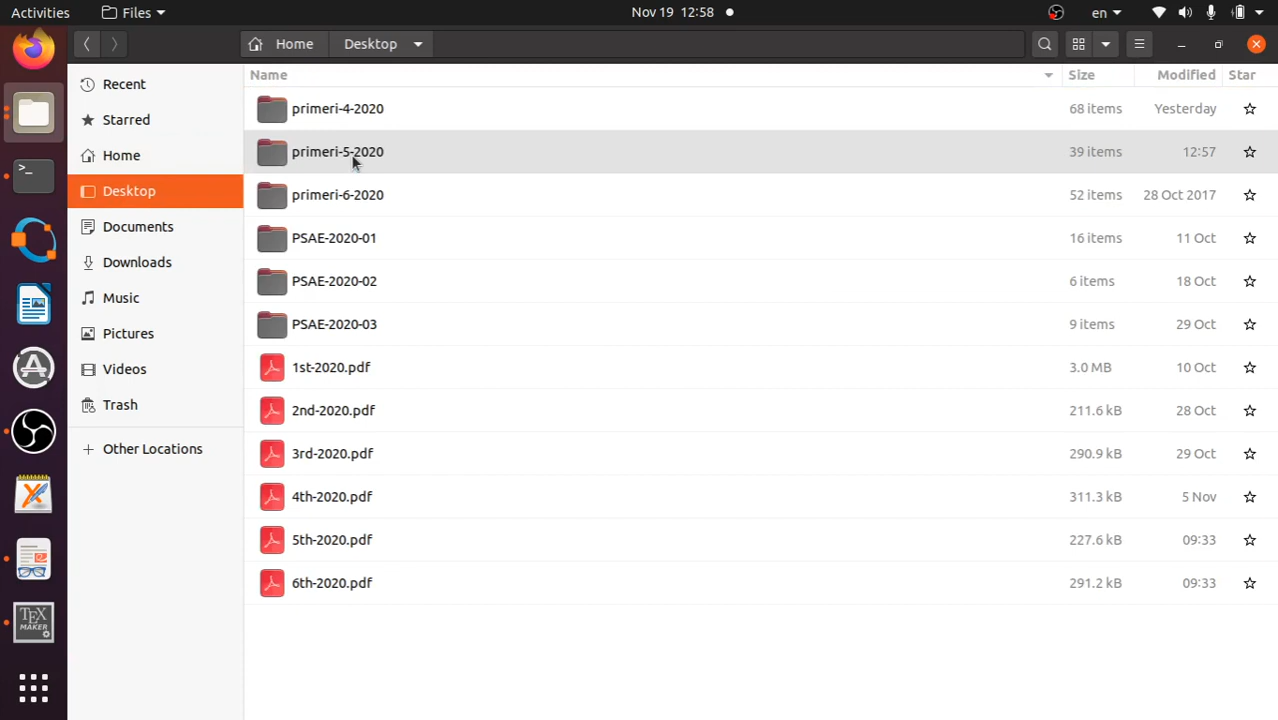 Activities Files Nov 19 12:58 en
Home Desktop
Name Size Modified Star
Recent
Starred
Home
Desktop
Documents
Downloads
Music
Pictures
Videos
Trash
+ Other Locations
primeri-4-2020 68 items Yesterday
primeri-5-2020 39 items 12:57
primeri-6-2020 52 items 28 Oct 2017
PSAE-2020-01 16 items 11 Oct
PSAE-2020-02 6 items 18 Oct
PSAE-2020-03 9 items 29 Oct
1st-2020.pdf 3.0 MB 10 Oct
2nd-2020.pdf 211.6 kB 28 Oct
3rd-2020.pdf 290.9 kB 29 Oct
4th-2020.pdf 311.3 kB 5 Nov
5th-2020.pdf 227.6 kB 09:33
6th-2020.pdf 291.2 kB 09:33
TEX
MAKER